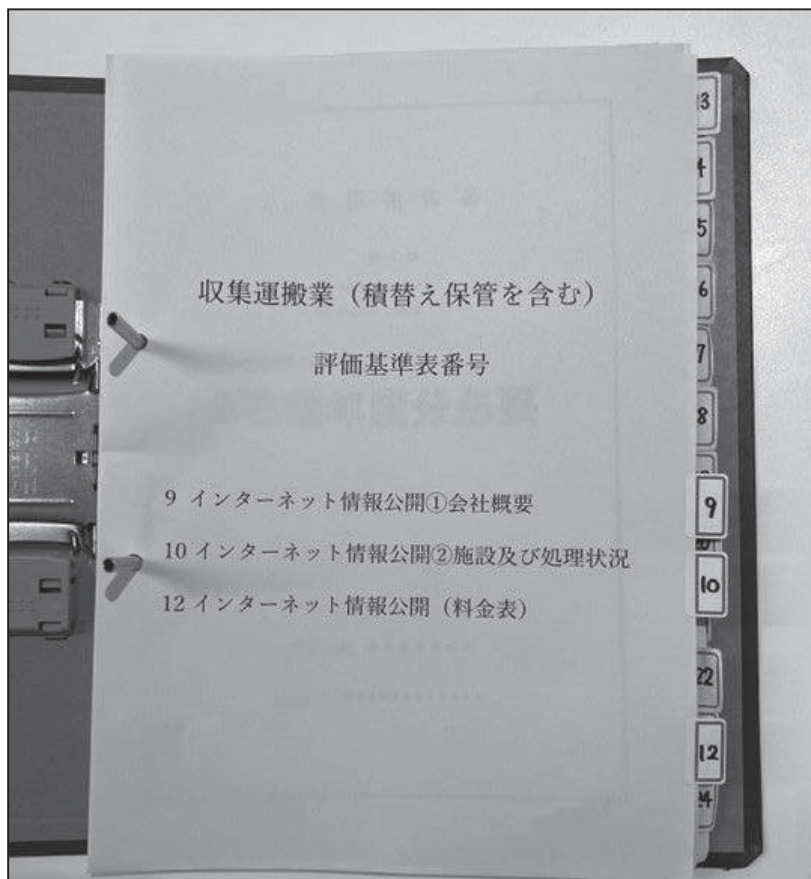 収集運搬業（積替え保管を含む）
評価基準表番号
9 インターネット情報公開①会社概要
10 インターネット情報公開②施設及び処理状況
12 インターネット情報公開（料金表）
13
4
5
6
7
8
9
10
22
12
24